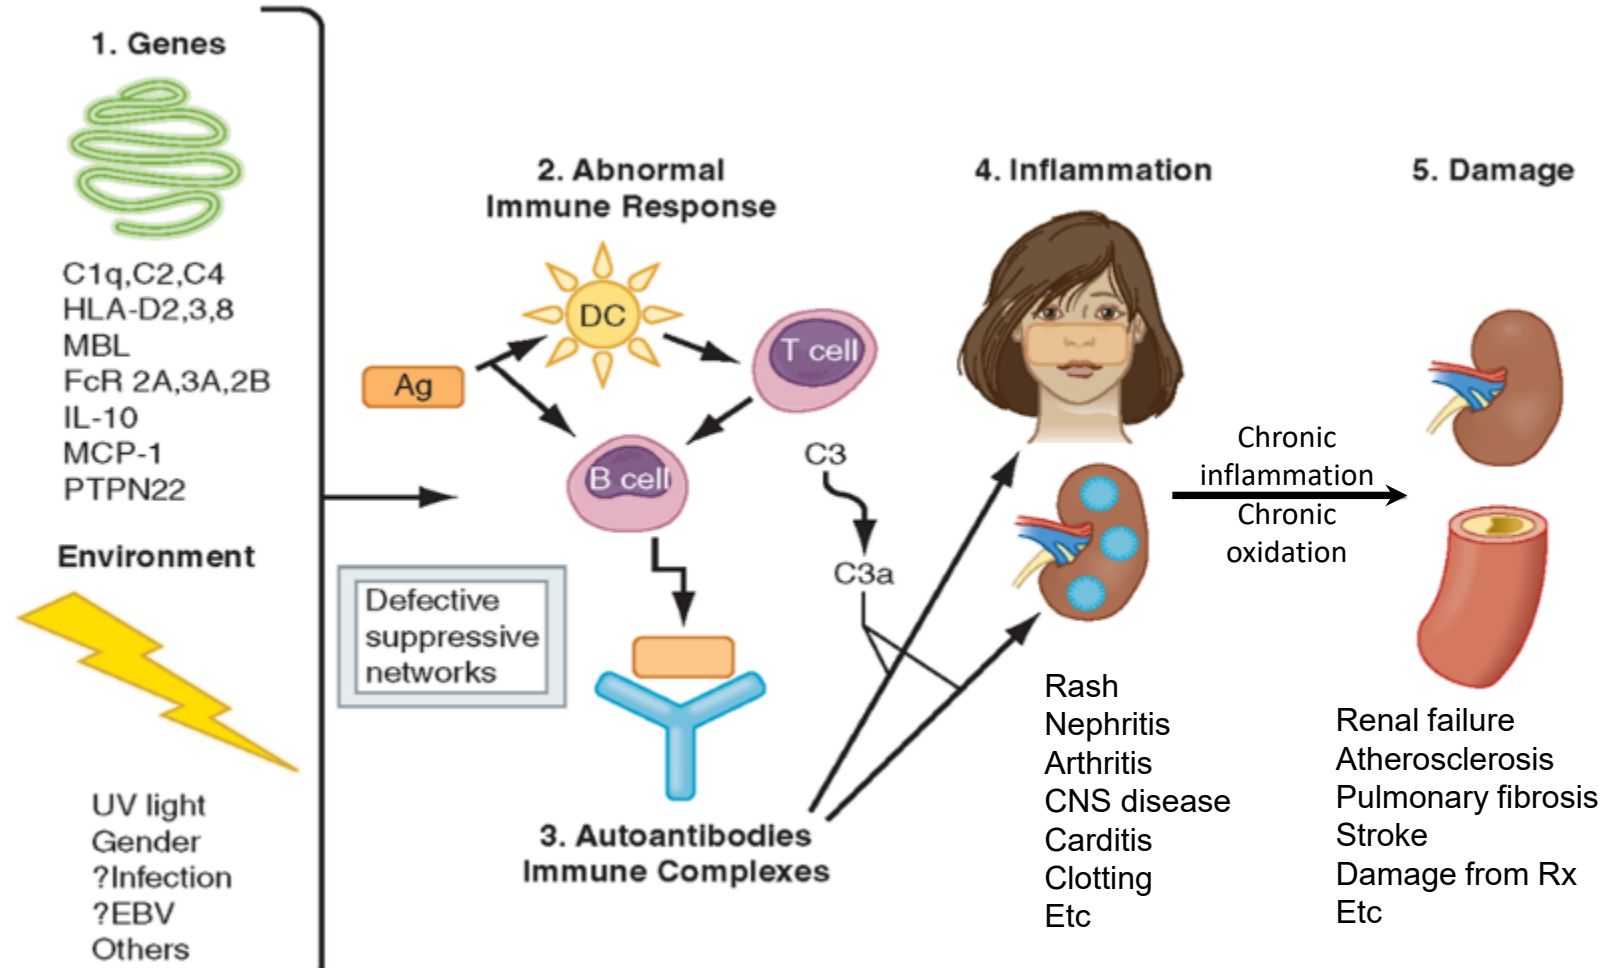 1. Genes
C1q,C2,C4
HLA-D2,3,8
MBL
FcR 2A,3A,2B
IL-10
MCP-1
PTPN22
Environment
UV light
Gender
?Infection
?EBV
Others
2. Abnormal
Immune Response
DC
Ag
T cell
B cell
Defective
suppressive
networks
C3
C3a
3. Autoantibodies
Immune Complexes
4. Inflammation
Rash
Nephritis
Arthritis
CNS disease
Carditis
Clotting
Etc
Chronic
inflammation
Chronic
oxidation
5. Damage
Renal failure
Atherosclerosis
Pulmonary fibrosis
Stroke
Damage from Rx
Etc